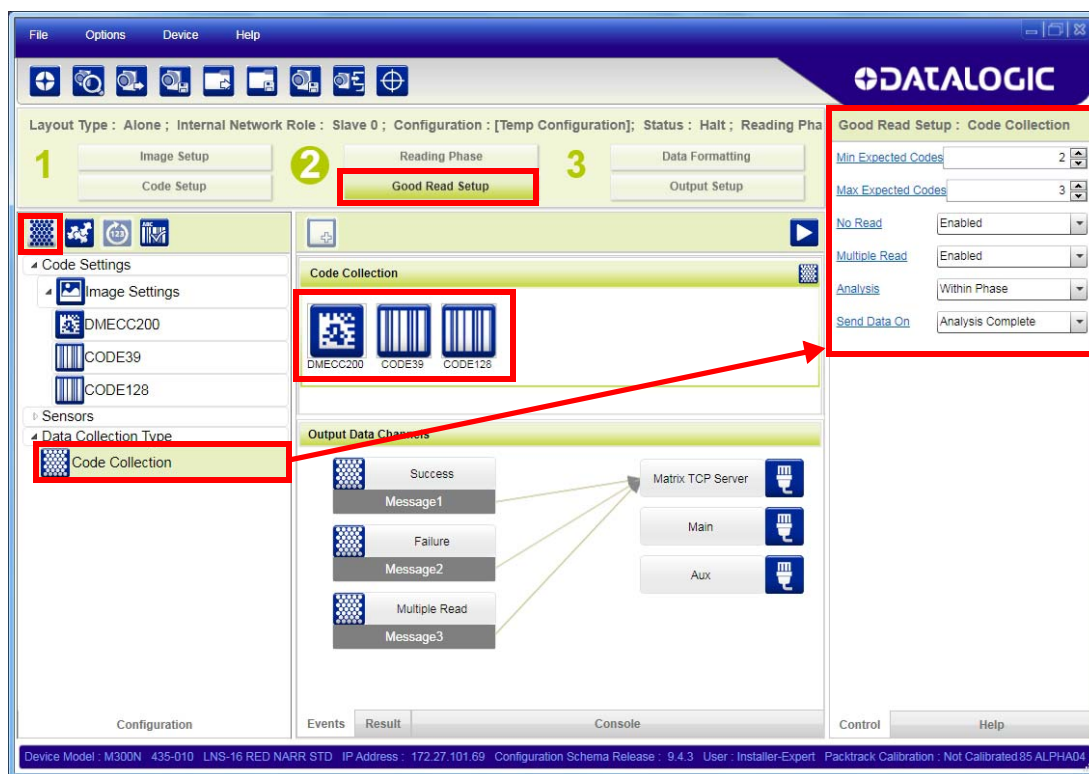 File Options Device Help
DATALOGIC
Layout Type : Alone ; Internal Network Role : Slave 0 ; Configuration : [Temp Configuration]; Status : Halt ; Reading Pha
1
Image Setup
Code Setup
2
Reading Phase
Good Read Setup
3
Data Formatting
Output Setup
Code Settings
Image Settings
DMECC200
CODE39
CODE128
Sensors
Data Collection Type
Code Collection
Configuration
Code Collection
DMECC200 CODE39 CODE128
Output Data Channels
Success
Message1
Failure
Message2
Multiple Read
Message3
Matrix TCP Server
Main
Aux
Events Result Console
Good Read Setup : Code Collection
Min Expected Codes 2
Max Expected Codes 3
No Read Enabled
Multiple Read Enabled
Analysis Within Phase
Send Data On Analysis Complete
Control Help
Device Model : M300N 435-010 LNS-16 RED NARR STD IP Address : 172.27.101.69 Configuration Schema Release : 9.4.3 User : Installer-Expert Packtrack Calibration : Not Calibrated.85 ALPHA04